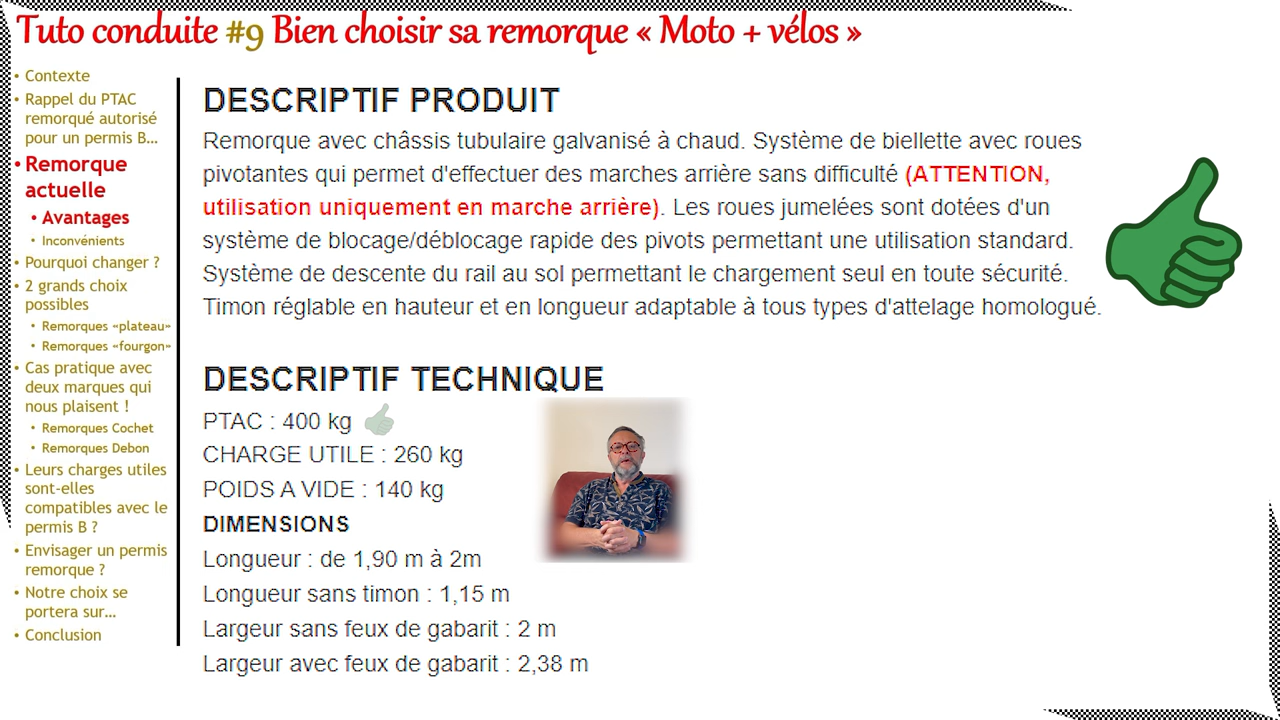 Tuto conduite #9 Bien choisir sa remorque « Moto + vélos »
• Contexte
• Rappel du PTAC
remorqué autorisé
pour un permis B…
• Remorque
actuelle
• Avantages
• Inconvénients
• Pourquoi changer ?
• 2 grands choix
possibles
• Remorques «plateau»
• Remorques «fourgon»
• Cas pratique avec
deux marques qui
nous plaisent !
• Remorques Cochet
• Remorques Debon
• Leurs charges utiles
sont-elles
compatibles avec le
permis B ?
• Envisager un permis
remorque ?
• Notre choix se
portera sur…
• Conclusion
DESCRIPTIF PRODUIT
Remorque avec châssis tubulaire galvanisé à chaud. Système de biellette avec roues
pivotantes qui permet d'effectuer des marches arrière sans difficulté (ATTENTION,
utilisation uniquement en marche arrière). Les roues jumelées sont dotées d'un
système de blocage/déblocage rapide des pivots permettant une utilisation standard.
Système de descente du rail au sol permettant le chargement seul en toute sécurité.
Timon réglable en hauteur et en longueur adaptable à tous types d'attelage homologué.
DESCRIPTIF TECHNIQUE
PTAC : 400 kg
CHARGE UTILE : 260 kg
POIDS A VIDE : 140 kg
DIMENSIONS
Longueur : de 1,90 m à 2m
Longueur sans timon : 1,15 m
Largeur sans feux de gabarit : 2 m
Largeur avec feux de gabarit : 2,38 m